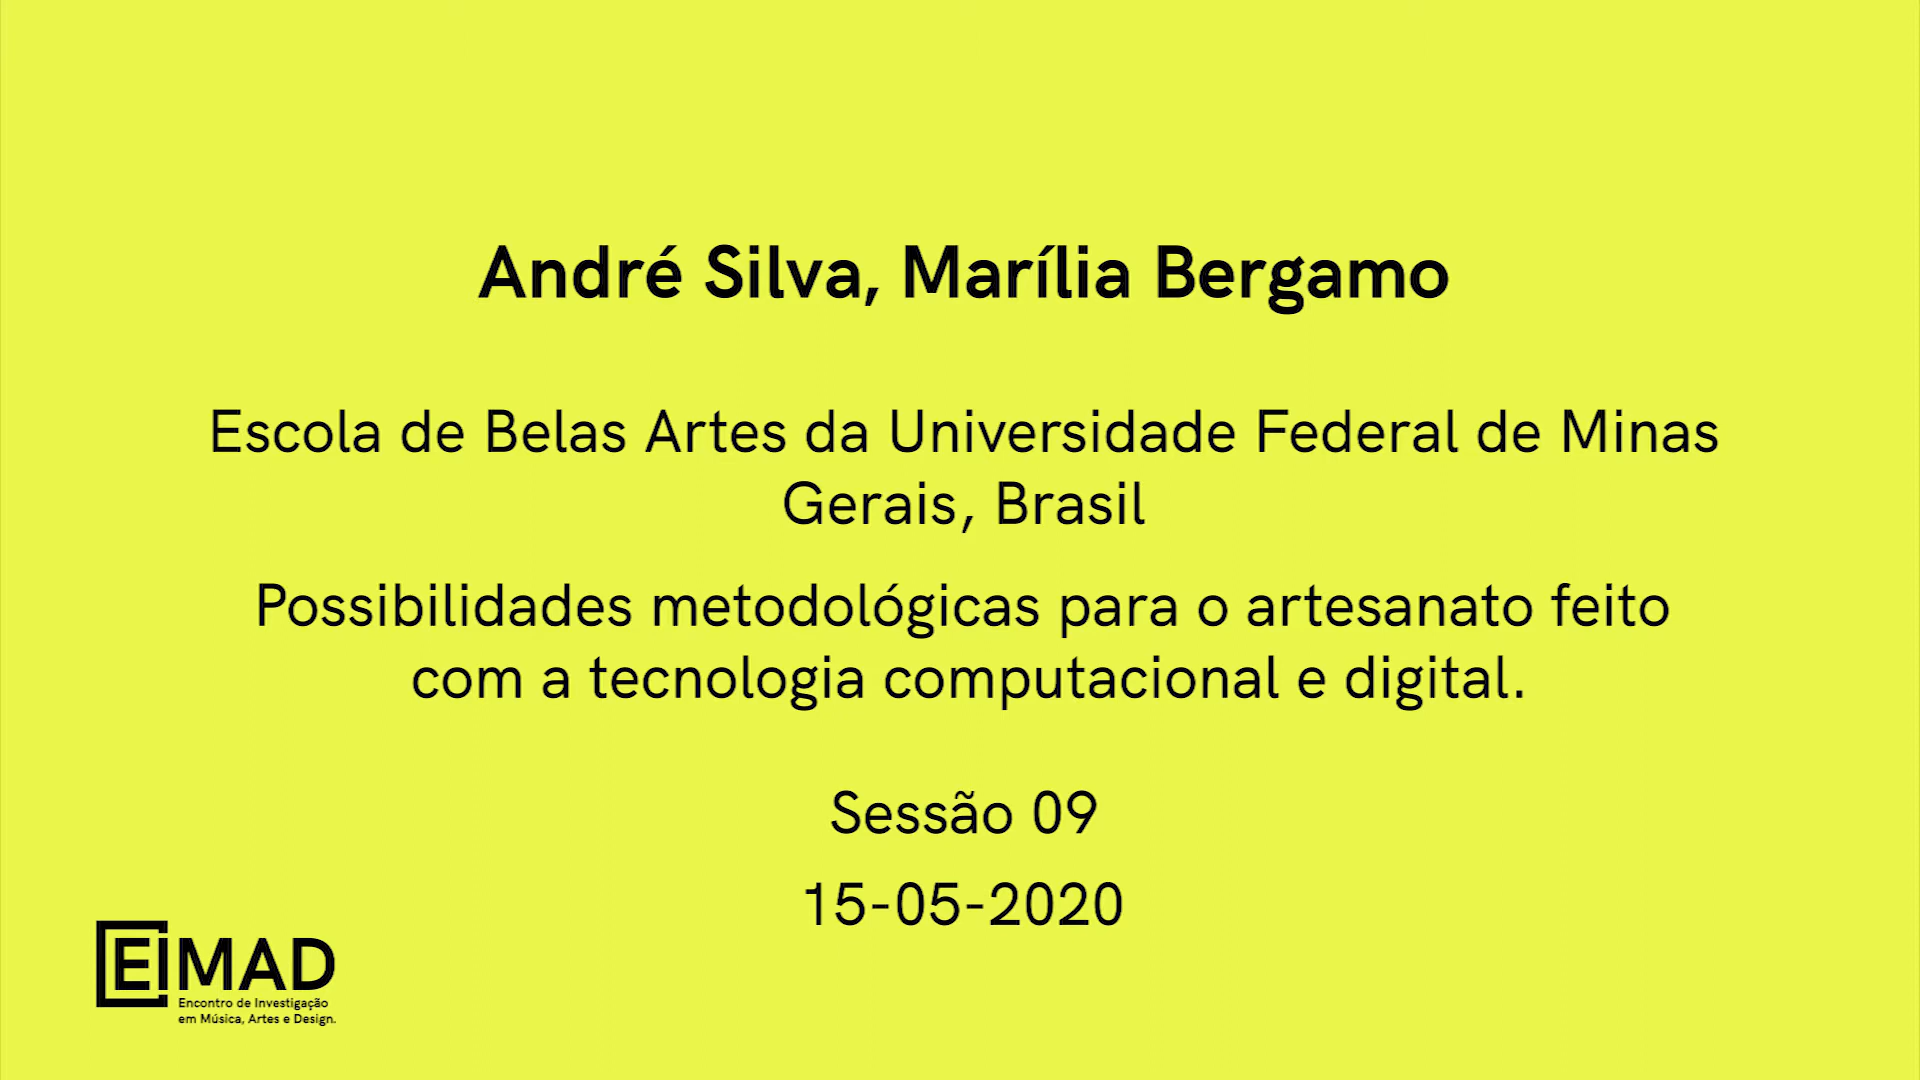 André Silva, Marília Bergamo
Escola de Belas Artes da Universidade Federal de Minas
Gerais, Brasil
Possibilidades metodológicas para o artesanato feito
com a tecnologia computacional e digital.
Sessão 09
15-05-2020
EIMAD
Encontro de Investigação
em Música, Artes e Design.